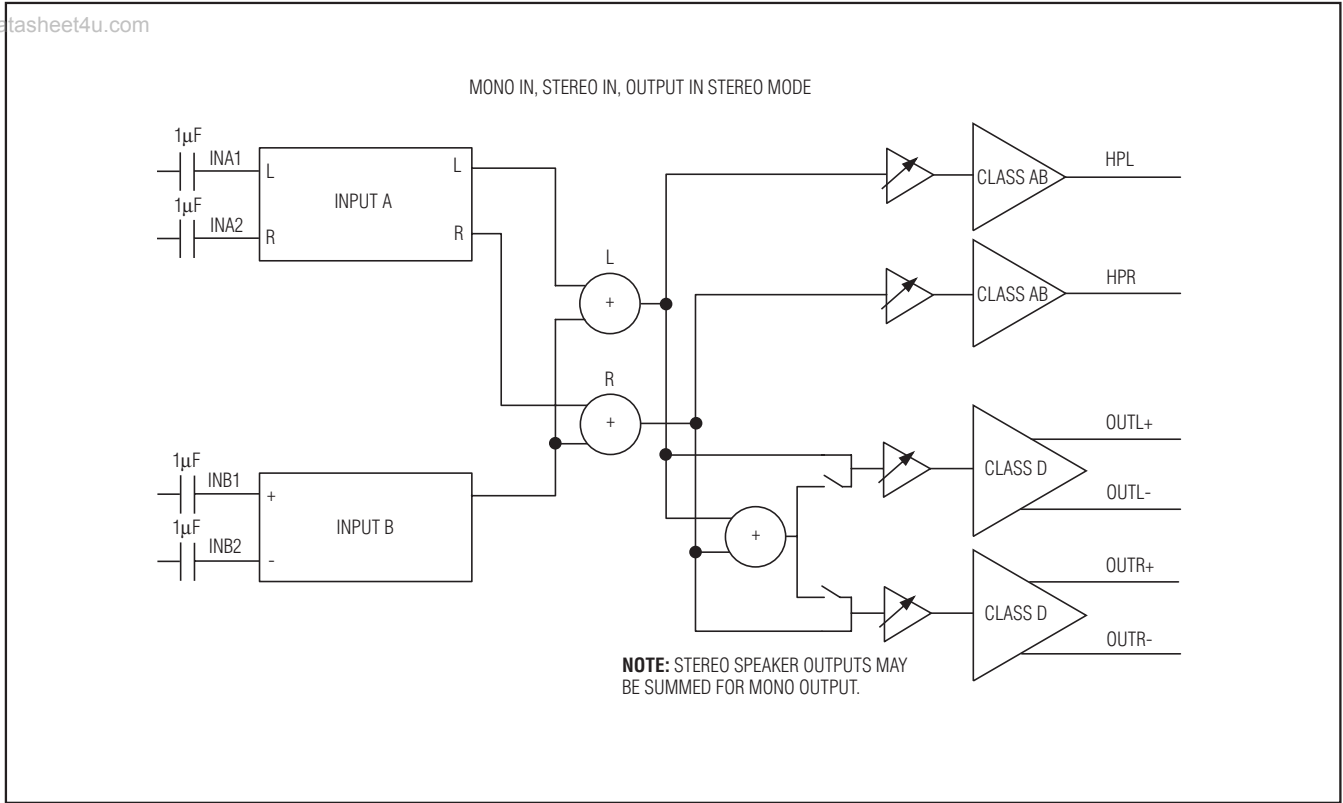 atasheet4u.com
MONO IN, STEREO IN, OUTPUT IN STEREO MODE
1μF
INA1
L
L
INPUT A
1μF
INA2
R
R
L
+
R
+
1μF
INB1
+
INPUT B
1μF
INB2
-
+
CLASS AB
HPL
CLASS AB
HPR
CLASS D
OUTL+
OUTL-
CLASS D
OUTR+
OUTR-
NOTE: STEREO SPEAKER OUTPUTS MAY
BE SUMMED FOR MONO OUTPUT.